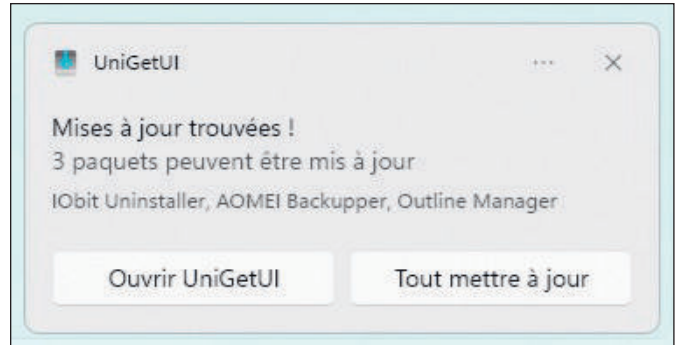 UniGetUI
Mises à jour trouvées !
3 paquets peuvent être mis à jour
IObit Uninstaller, AOMEI Backupper, Outline Manager
Ouvrir UniGetUI
Tout mettre à jour